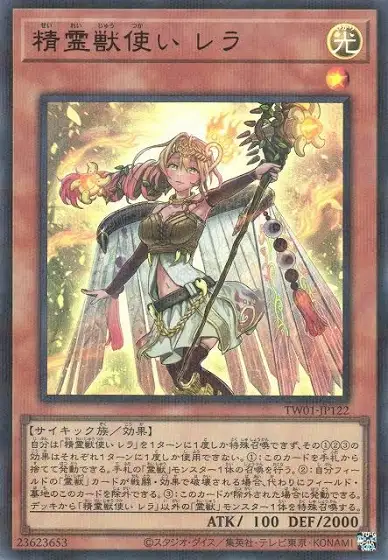 せい れい じゅう つか
精霊獣使い レラ
光
TW01-JP122
【サイキック族／効果】
自分は「精霊獣使い レラ」を1ターンに1度しか特殊召喚できず、その①②③の
効果はそれぞれ1ターンに1度しか使用できない。①：このカードを手札から
捨てて発動できる。手札の「霊獣」モンスター1体の召喚を行う。②：自分フィール
ドの「霊獣」カードが戦闘・効果で破壊される場合、代わりにフィールド・
墓地のこのカードを除外できる。③：このカードが除外された場合に発動できる。
デッキから「精霊獣使い レラ」以外の「霊獣」モンスター1体を特殊召喚する。
ATK／ 100 DEF／2000
23623653
©スタジオ・ダイス／集英社・テレビ東京・KONAMI